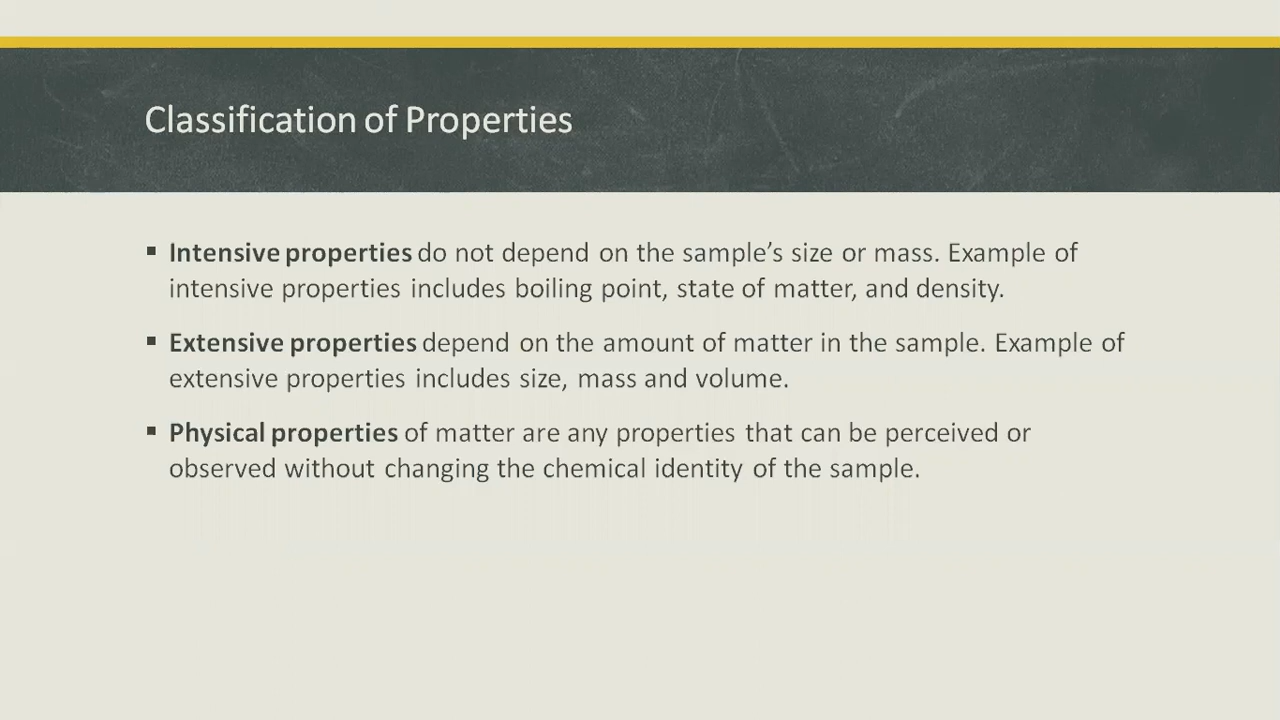 Classification of Properties
▪ Intensive properties do not depend on the sample’s size or mass. Example of
intensive properties includes boiling point, state of matter, and density.
▪ Extensive properties depend on the amount of matter in the sample. Example of
extensive properties includes size, mass and volume.
▪ Physical properties of matter are any properties that can be perceived or
observed without changing the chemical identity of the sample.